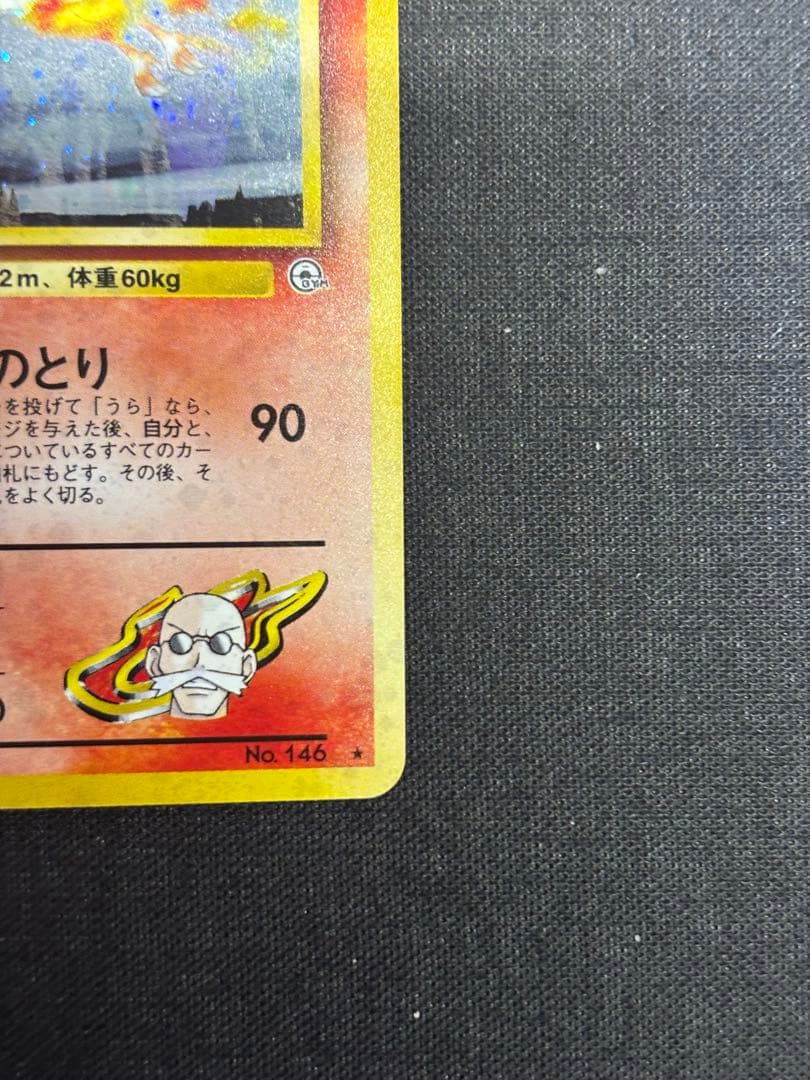 2m、体重60kg
GYM
のとり
を投げて「うら」なら、
ジを与えた後、自分と、
についているすべてのカー
札にもどす。その後、そ
をよく切る。
90
No. 146 ★